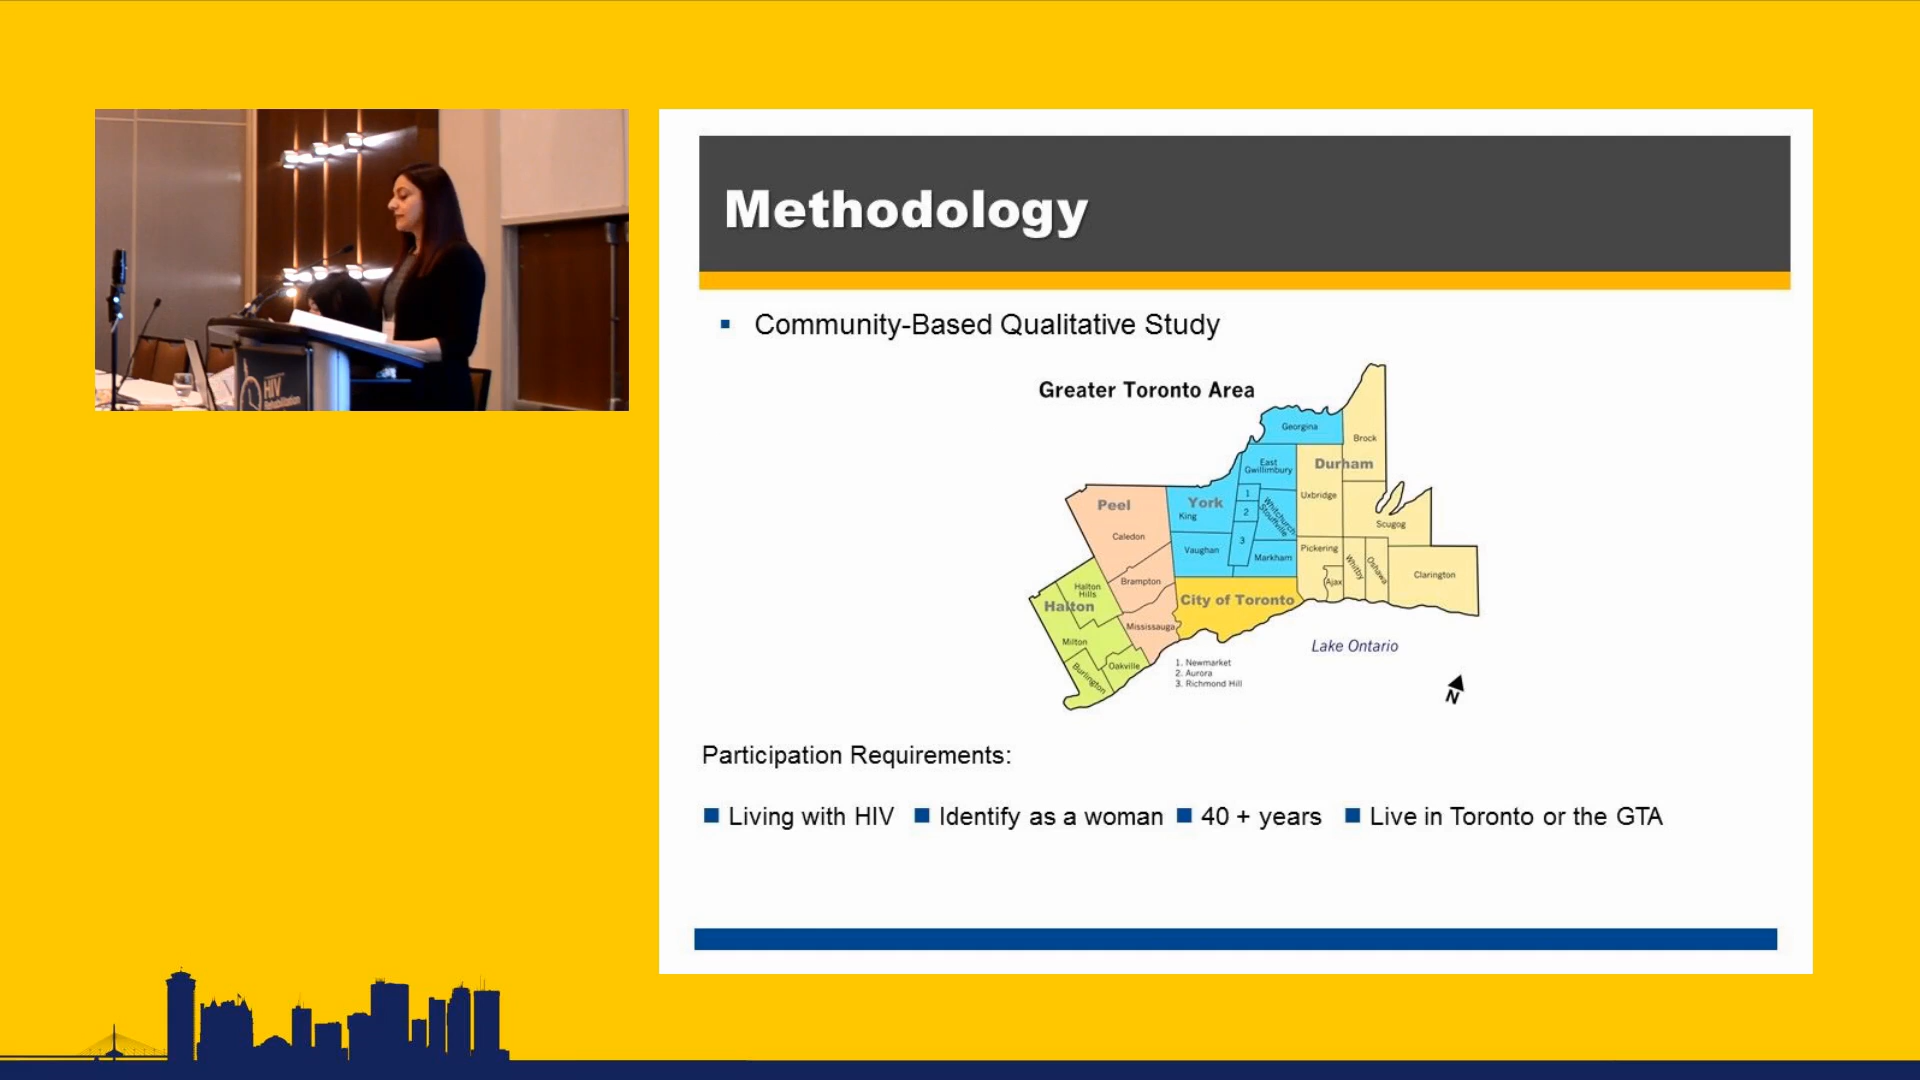 HIV
Rehabilitation
Methodology
Community-Based Qualitative Study
Greater Toronto Area
Georgina
Brock
East
Gwillimbury
Durham
1
Uxbridge
Peel
York
2
Whitchurch
Stouffville
King
Scugog
Caledon
3
Vaughan
Markham
Pickering
Whitby
Oshawa
Clarington
Brampton
Ajax
Halton
Hills
Halton
City of Toronto
Mississauga
Milton
Lake Ontario
Oakville
Burlington
1. Newmarket
2. Aurora
3. Richmond Hill
N
Participation Requirements:
Living with HIV Identify as a woman 40 + years Live in Toronto or the GTA